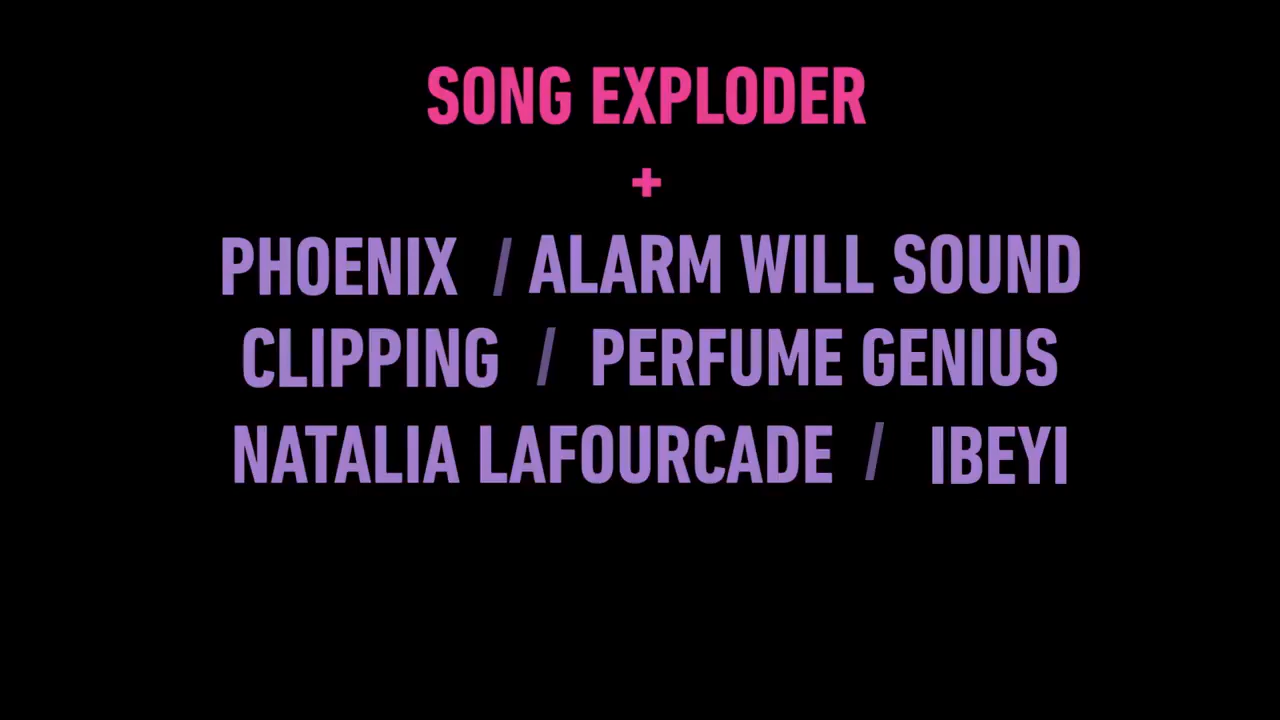 SONG EXPLODER
+
PHOENIX / ALARM WILL SOUND
CLIPPING / PERFUME GENIUS
NATALIA LAFOURCADE / IBEYI